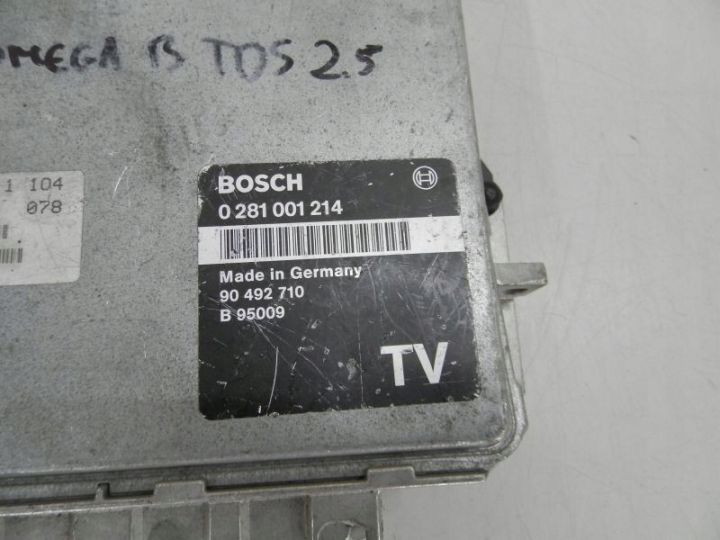 OMEGA B TDS 2.5
1 104
078
BOSCH
0 281 001 214
Made in Germany
90 492 710
B 95009
TV